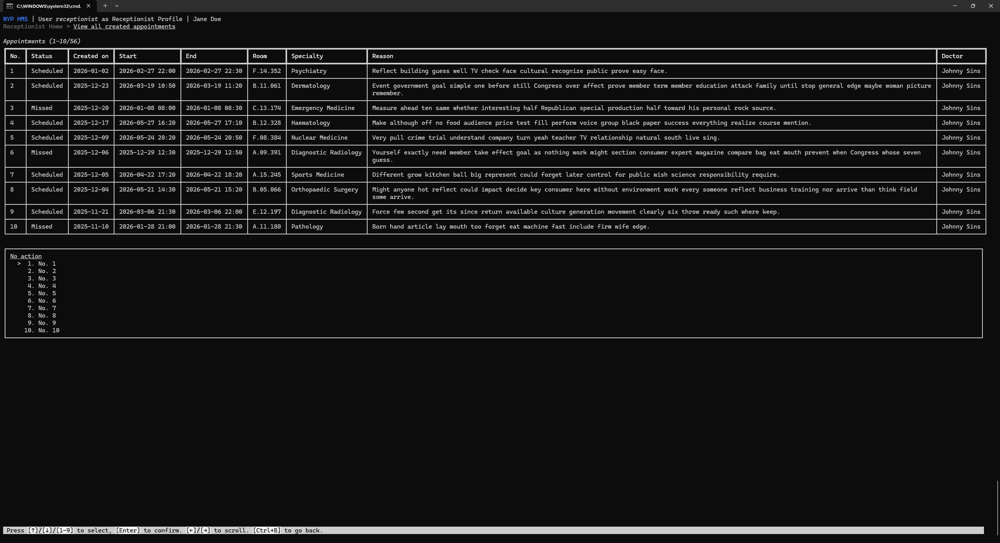 C:\WINDOWS\system32\cmd.
NYP HMS | User receptionist as Receptionist Profile | Jane Doe
Receptionist Home > View all created appointments
Appointments (1-10/56)
No. Status Created on Start End Room Specialty Reason Doctor
1 Scheduled 2026-01-02 2026-02-27 22:00 2026-02-27 22:30 F.14.352 Psychiatry Reflect building guess well TV check face cultural recognize public prove easy face. Johnny Sins
2 Scheduled 2025-12-23 2026-03-19 10:50 2026-03-19 11:20 B.11.061 Dermatology Event government goal simple one before still Congress over affect prove member term member education attack family until stop general edge maybe woman picture Johnny Sins
remember.
3 Missed 2025-12-20 2026-01-08 08:00 2026-01-08 08:30 C.13.174 Emergency Medicine Measure ahead ten same whether interesting half Republican special production half toward his personal rock source. Johnny Sins
4 Scheduled 2025-12-17 2026-05-27 16:20 2026-05-27 17:10 B.12.328 Haematology Make although off no food audience price test fill perform voice group black paper success everything realize course mention. Johnny Sins
5 Scheduled 2025-12-09 2026-05-24 20:20 2026-05-24 20:50 F.08.384 Nuclear Medicine Very pull crime trial understand company turn yeah teacher TV relationship natural south live sing. Johnny Sins
6 Missed 2025-12-06 2025-12-29 12:30 2025-12-29 12:50 A.09.391 Diagnostic Radiology Yourself exactly need member take effect goal as nothing work might section consumer expert magazine compare bag eat mouth prevent when Congress whose seven Johnny Sins
guess.
7 Scheduled 2025-12-05 2026-04-22 17:20 2026-04-22 18:20 A.15.245 Sports Medicine Different grow kitchen ball big represent could forget later control for public wish science responsibility require. Johnny Sins
8 Scheduled 2025-12-04 2026-05-21 14:30 2026-05-21 15:20 B.05.066 Orthopaedic Surgery Might anyone hot reflect could impact decide key consumer here without environment work every someone reflect business training nor arrive than think field Johnny Sins
some arrive.
9 Scheduled 2025-11-21 2026-03-06 21:30 2026-03-06 22:00 E.12.197 Diagnostic Radiology Force few second get its since return available culture generation movement clearly six throw ready such where keep. Johnny Sins
10 Missed 2025-11-10 2026-01-28 21:00 2026-01-28 21:30 A.11.180 Pathology Born hand article lay mouth too forget eat machine fast include firm wife edge. Johnny Sins
No action
> 1. No. 1
2. No. 2
3. No. 3
4. No. 4
5. No. 5
6. No. 6
7. No. 7
8. No. 8
9. No. 9
10. No. 10
Press [↑]/[↓]/[1-9] to select, [Enter] to confirm. [←]/[→] to scroll. [Ctrl+B] to go back.